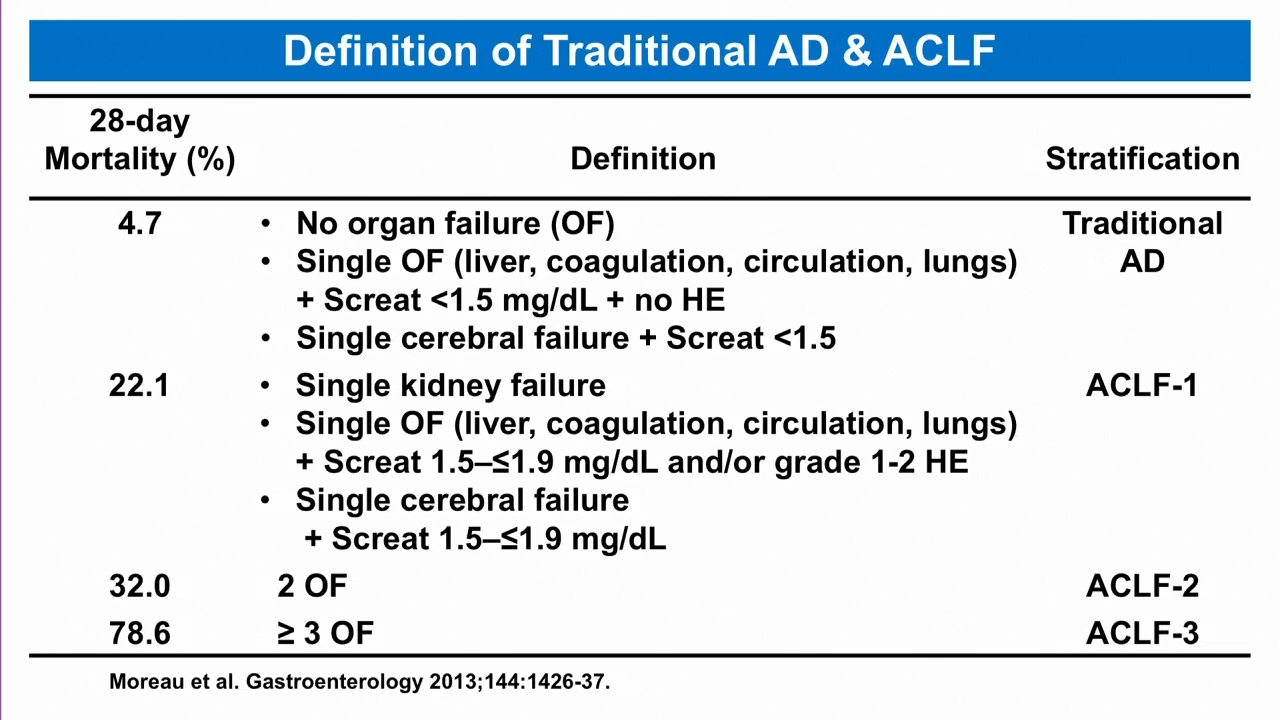 Definition of Traditional AD & ACLF
28-day
Mortality (%)
Definition
Stratification
4.7
• No organ failure (OF)
Traditional
• Single OF (liver, coagulation, circulation, lungs)
AD
+ Screat <1.5 mg/dL + no HE
• Single cerebral failure + Screat <1.5
22.1
• Single kidney failure
ACLF-1
• Single OF (liver, coagulation, circulation, lungs)
+ Screat 1.5–≤1.9 mg/dL and/or grade 1-2 HE
• Single cerebral failure
+ Screat 1.5–≤1.9 mg/dL
32.0
2 OF
ACLF-2
78.6
≥ 3 OF
ACLF-3
Moreau et al. Gastroenterology 2013;144:1426-37.